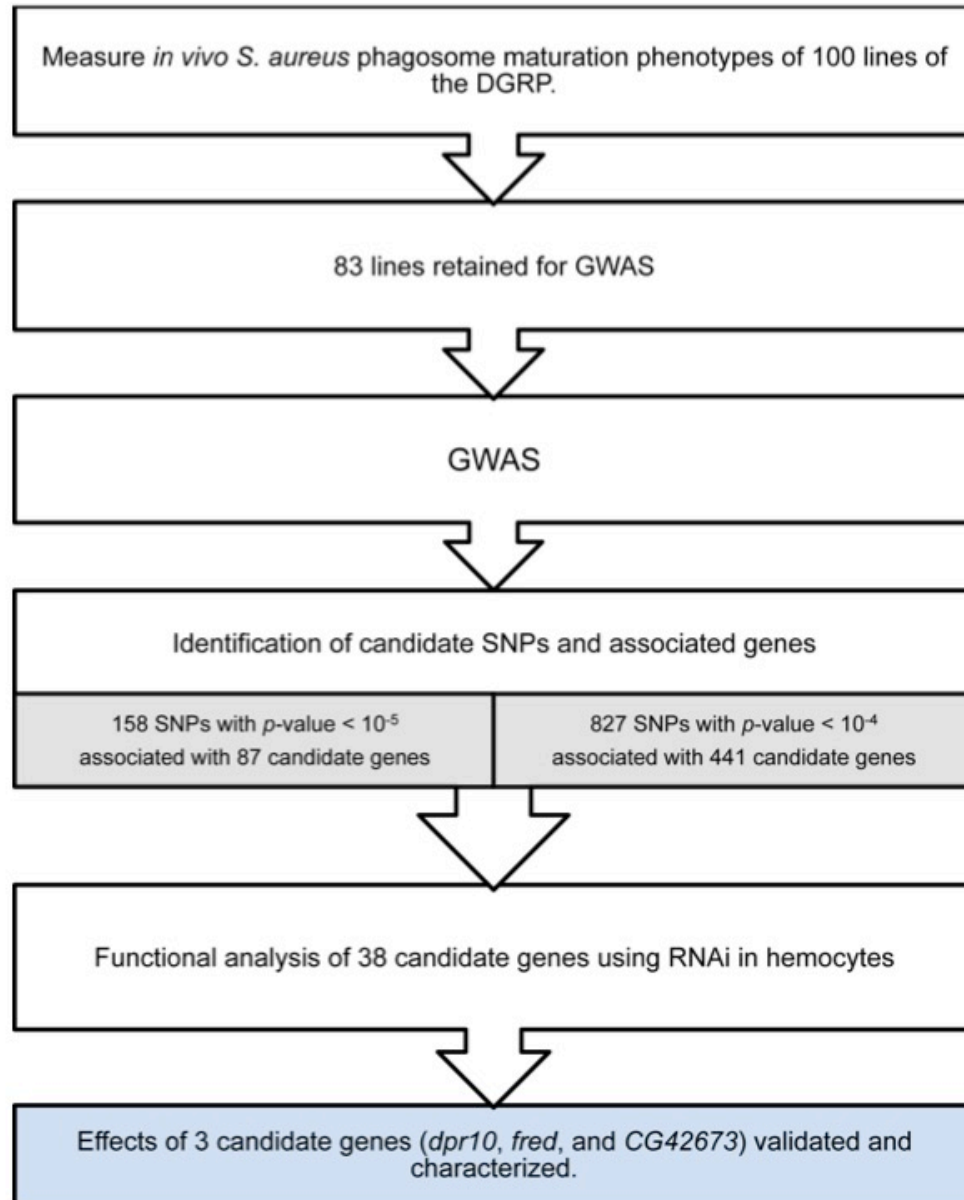 Measure in vivo S. aureus phagosome maturation phenotypes of 100 lines of
the DGRP.
83 lines retained for GWAS
GWAS
Identification of candidate SNPs and associated genes
158 SNPs with p-value < 10⁻⁵
associated with 87 candidate genes
827 SNPs with p-value < 10⁻⁴
associated with 441 candidate genes
Functional analysis of 38 candidate genes using RNAi in hemocytes
Effects of 3 candidate genes (dpr10, fred, and CG42673) validated and
characterized.